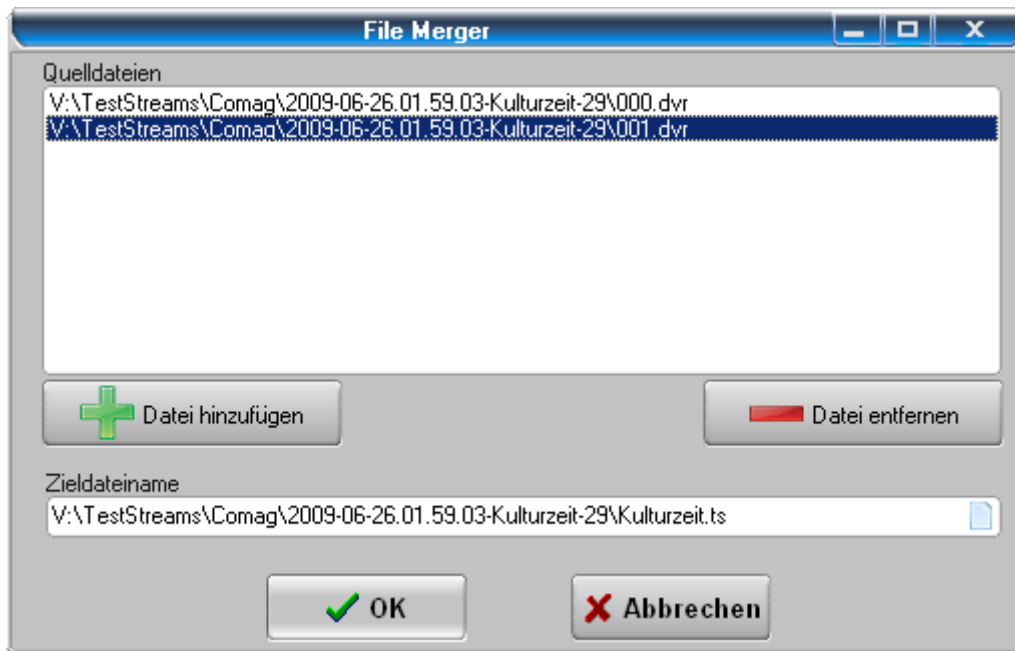 File Merger
Quelldateien
V:\TestStreams\Comag\2009-06-26.01.59.03-Kulturzeit-29\000.dvr
V:\TestStreams\Comag\2009-06-26.01.59.03-Kulturzeit-29\001.dvr
Datei hinzufügen
Datei entfernen
Zieldateiname
V:\TestStreams\Comag\2009-06-26.01.59.03-Kulturzeit-29\Kulturzeit.ts
OK
Abbrechen